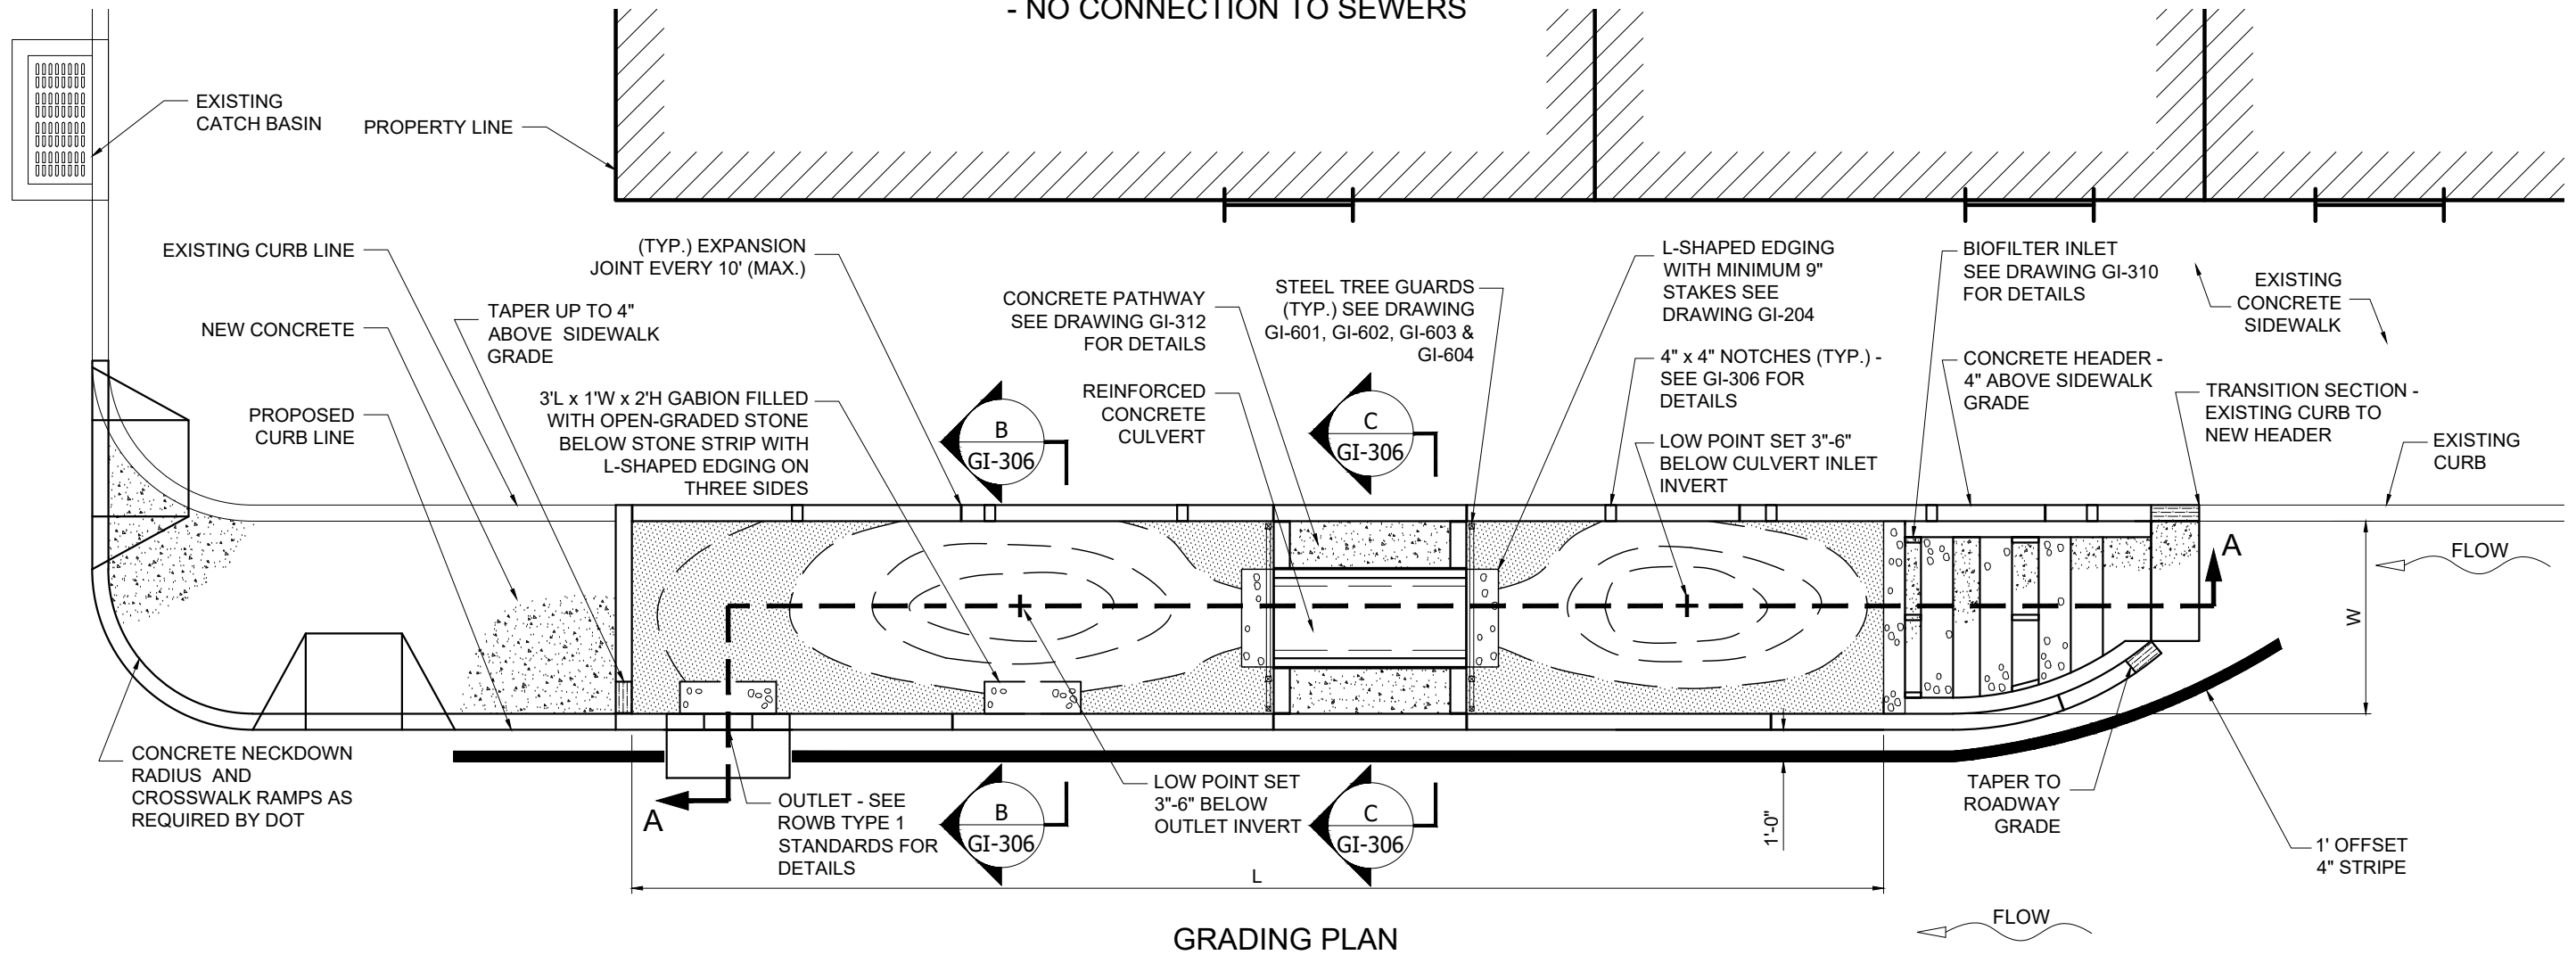 - NO CONNECTION TO SEWERS
EXISTING
CATCH BASIN
PROPERTY LINE
EXISTING CURB LINE
NEW CONCRETE
PROPOSED
CURB LINE
TAPER UP TO 4"
ABOVE SIDEWALK
GRADE
(TYP.) EXPANSION
JOINT EVERY 10' (MAX.)
3'L x 1'W x 2'H GABION FILLED
WITH OPEN-GRADED STONE
BELOW STONE STRIP WITH
L-SHAPED EDGING ON
THREE SIDES
CONCRETE PATHWAY
SEE DRAWING GI-312
FOR DETAILS
REINFORCED
CONCRETE
CULVERT
STEEL TREE GUARDS
(TYP.) SEE DRAWING
GI-601, GI-602, GI-603 &
GI-604
L-SHAPED EDGING
WITH MINIMUM 9"
STAKES SEE
DRAWING GI-204
4" x 4" NOTCHES (TYP.) -
SEE GI-306 FOR
DETAILS
LOW POINT SET 3"-6"
BELOW CULVERT INLET
INVERT
BIOFILTER INLET
SEE DRAWING GI-310
FOR DETAILS
CONCRETE HEADER -
4" ABOVE SIDEWALK
GRADE
EXISTING
CONCRETE
SIDEWALK
TRANSITION SECTION -
EXISTING CURB TO
NEW HEADER
EXISTING
CURB
B
GI-306
C
GI-306
A
FLOW
W
CONCRETE NECKDOWN
RADIUS AND
CROSSWALK RAMPS AS
REQUIRED BY DOT
A
OUTLET - SEE
ROWB TYPE 1
STANDARDS FOR
DETAILS
B
GI-306
LOW POINT SET
3"-6" BELOW
OUTLET INVERT
C
GI-306
1'-0"
TAPER TO
ROADWAY
GRADE
1' OFFSET
4" STRIPE
L
FLOW
GRADING PLAN